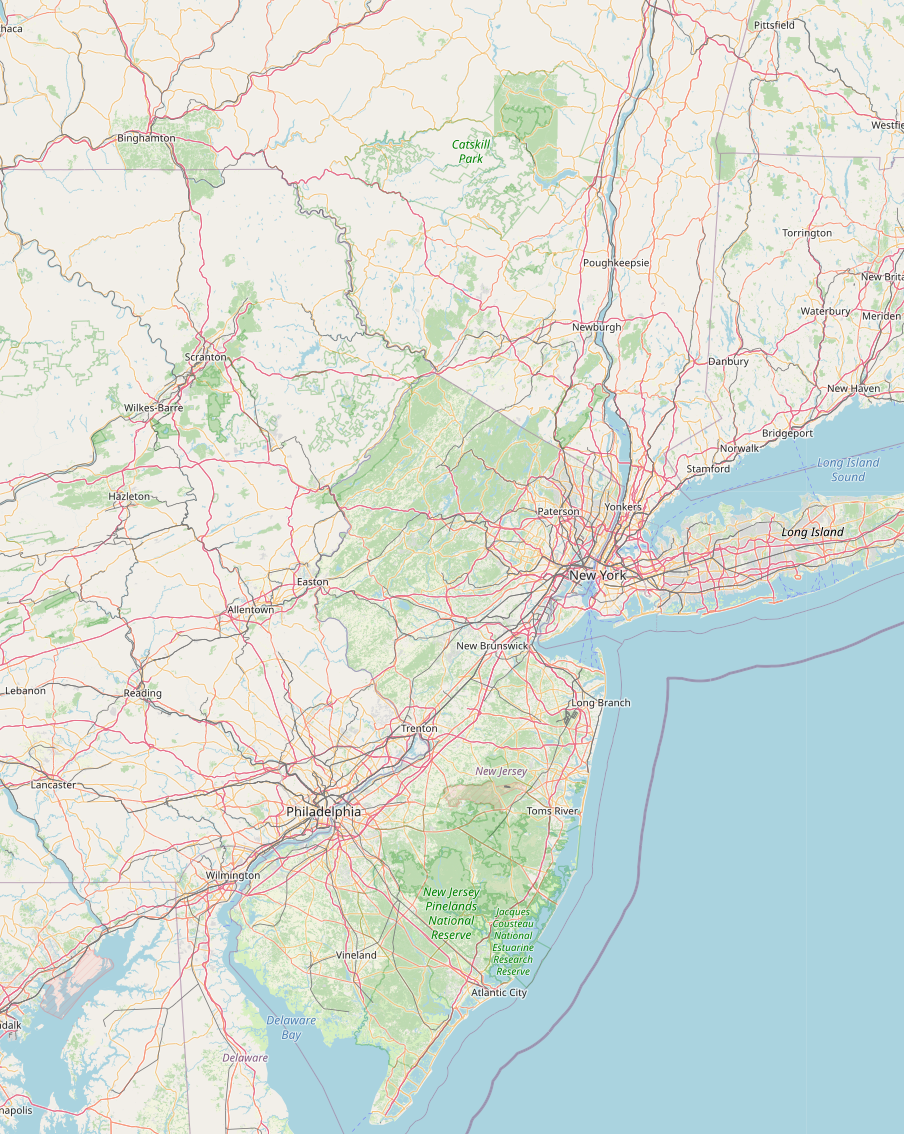 haca
Pittsfield
Westfie
Binghamton
Catskill
Park
Torrington
Poughkeepsie
New Brita
Waterbury
Meriden
Newburgh
Scranton
Danbury
New Haven
Wilkes-Barre
Bridgeport
Norwalk
Stamford
Long Island
Sound
Hazleton
Paterson
Yonkers
Long Island
New York
Easton
Allentown
New Brunswick
Lebanon
Reading
Long Branch
Trenton
New Jersey
Lancaster
Toms River
Philadelphia
Wilmington
New Jersey
Pinelands
National
Reserve
Jacques
Cousteau
National
Estuarine
Research
Reserve
Vineland
Atlantic City
Delaware
Bay
ndalk
Delaware
napolis